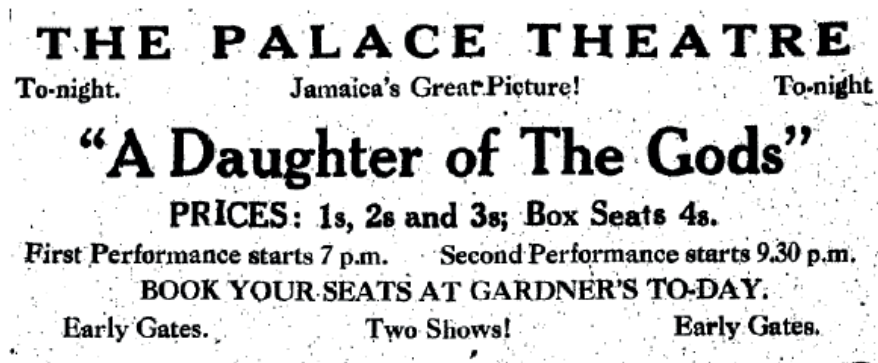 THE PALACE THEATRE
To-night. Jamaica's Great Picture! To-night
"A Daughter of The Gods"
PRICES: 1s, 2s and 3s; Box Seats 4s.
First Performance starts 7 p.m. Second Performance starts 9.30 p.m.
BOOK YOUR SEATS AT GARDNER'S TO-DAY.
Early Gates. Two Shows! Early Gates.